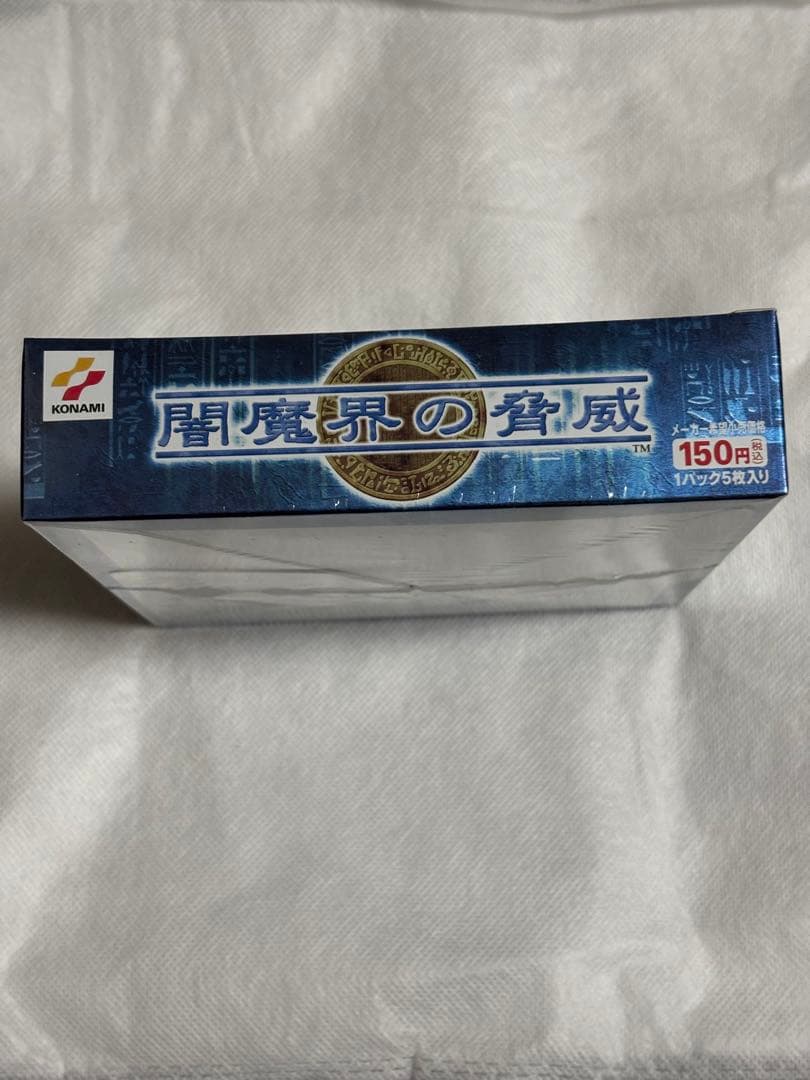 KONAMI
闇魔界の脅威
TM
メーカー希望小売価格
150円(税込)
1パック5枚入り